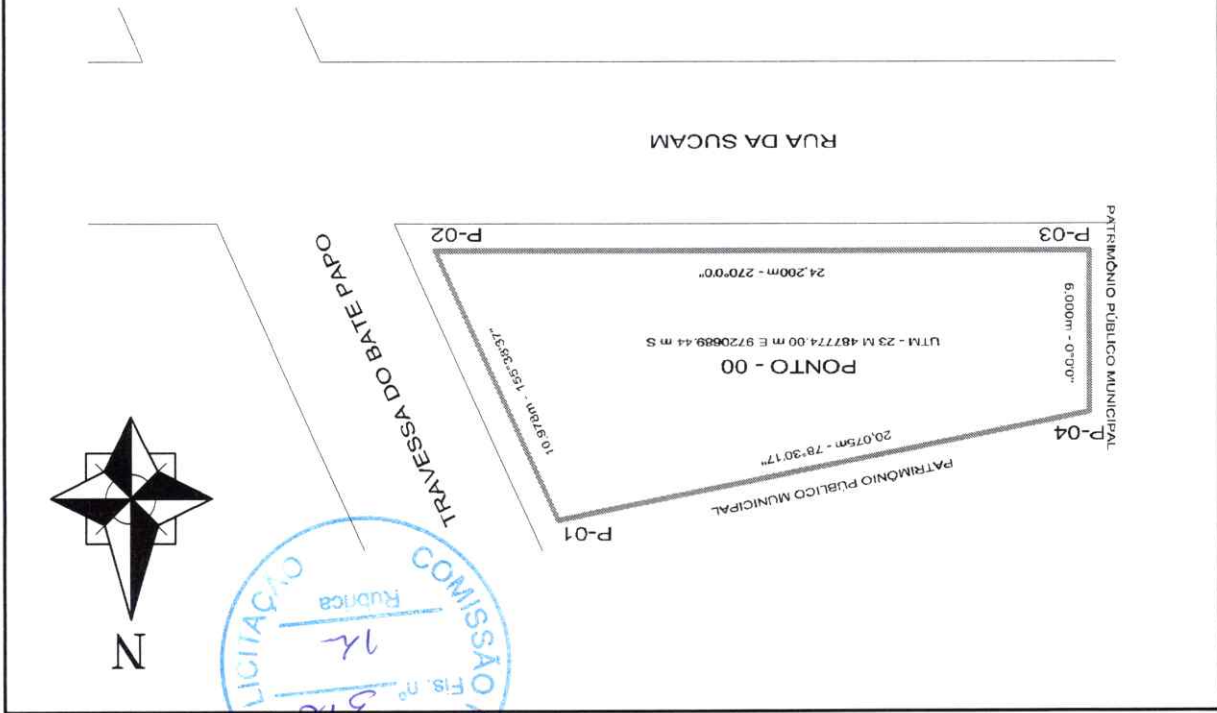 Fls. nº
Rubrica
COMISSÃO
LICITAÇÃO
N
P-01
PATRIMÔNIO PÚBLICO MUNICIPAL
20,075m - 78°30'17"
P-04
10,978m - 155°38'37"
TRAVESSA DO BATE PAPO
PONTO - 00
UTM - 23 M 487774.00 m E 9720689.44 m S
6,000m - 0°0'0"
PATRIMÔNIO PÚBLICO MUNICIPAL
24,200m - 270°0'0"
P-02
P-03
RUA DA SUCAM